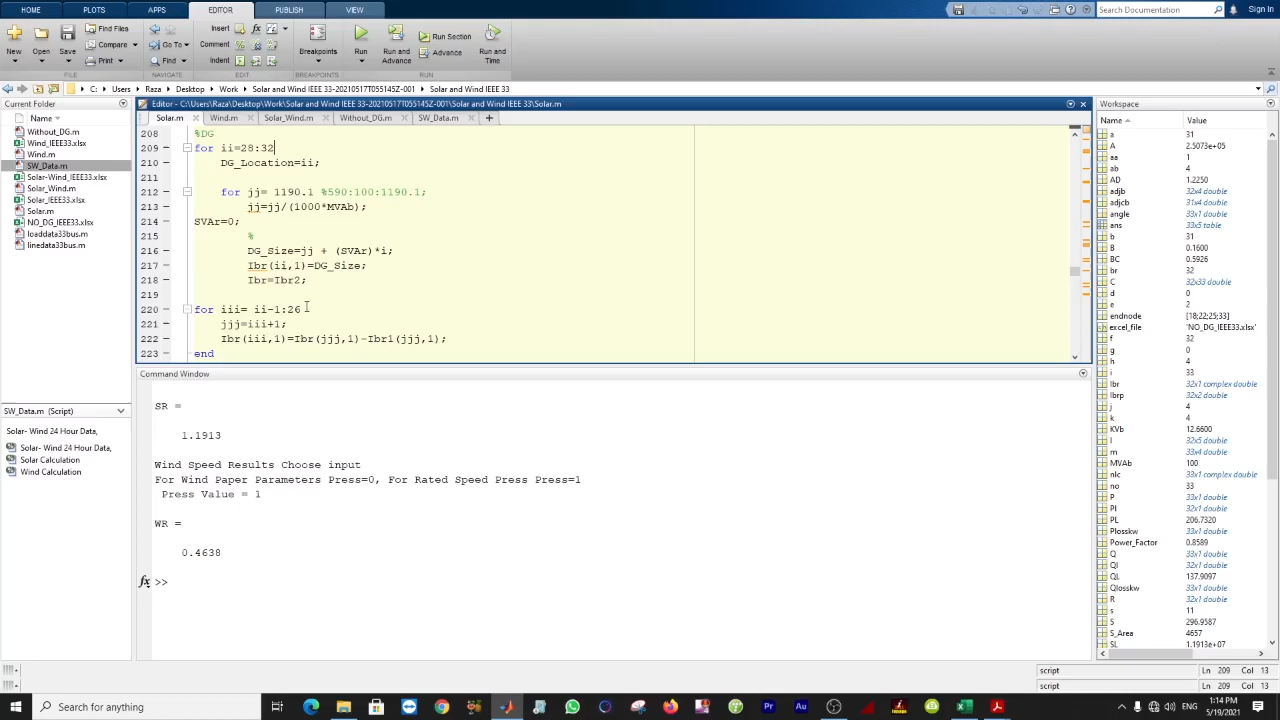 HOME PLOTS APPS EDITOR PUBLISH VIEW Search Documentation Sign In
New Open Save Find Files Compare Print Go To Find Insert fx Comment Indent Breakpoints Run Run and Advance Run Section Advance Run and Time
FILE NAVIGATE EDIT BREAKPOINTS RUN
C: Users Raza Desktop Work Solar and Wind IEEE 33-20210517T055145Z-001 Solar and Wind IEEE 33
Current Folder
Name
Without_DG.m
Wind_IEEE33.xlsx
Wind.m
SW_Data.m
Solar-Wind_IEEE33.xlsx
Solar_Wind.m
Solar_IEEE33.xlsx
Solar.m
NO_DG_IEEE33.xlsx
loaddata33bus.m
linedata33bus.m
SW_Data.m (Script)
Solar- Wind 24 Hour Data,
Solar- Wind 24 Hour Data,
Solar Calculation
Wind Calculation
Editor - C:\Users\Raza\Desktop\Work\Solar and Wind IEEE 33-20210517T055145Z-001\Solar and Wind IEEE 33\Solar.m
Solar.m Wind.m Solar_Wind.m Without_DG.m SW_Data.m
208 %DG
209 for ii=28:32
210 DG_Location=ii;
211
212 for jj= 1190.1 %590:100:1190.1;
213 jj=jj/(1000*MVAb);
214 SVAr=0;
215 %
216 DG_Size=jj + (SVAr)*i;
217 Ibr(ii,1)=DG_Size;
218 Ibr=Ibr2;
219
220 for iii= ii-1:26
221 jjj=iii+1;
222 Ibr(iii,1)=Ibr(jjj,1)-Ibr1(jjj,1);
223 end
Command Window
SR =
1.1913
Wind Speed Results Choose input
For Wind Paper Parameters Press=0, For Rated Speed Press Press=1
Press Value = 1
WR =
0.4638
fx >>
Workspace
Name Value
a 31
A 2.5073e+05
aa 1
ab 4
AD 1.2250
adjb 32x4 double
adjcb 31x4 double
angle 33x1 double
ans 33x5 table
b 31
B 0.1600
BC 0.5926
br 32
C 32x33 double
d 0
e 2
endnode [18;22;25;33]
excel_file 'NO_DG_IEEE33.xlsx'
f 32
g 0
h 4
i 33
Ibr 32x1 complex double
Ibrp 32x2 double
j 4
k 4
KVb 12.6600
l 32x5 double
m 33x4 double
MVAb 100
nlc 33x1 complex double
no 33
P 33x1 double
Pl 32x1 double
PL 206.7320
Plosskw 33x1 double
Power_Factor 0.8589
Q 33x1 double
Ql 32x1 double
QL 137.9097
Qlosskw 33x1 double
R 32x1 double
s 11
S 296.9587
S_Area 4657
SL 1.1913e+07
script Ln 209 Col 13
script Ln 209 Col 13
Search for anything
1:14 PM
5/19/2021